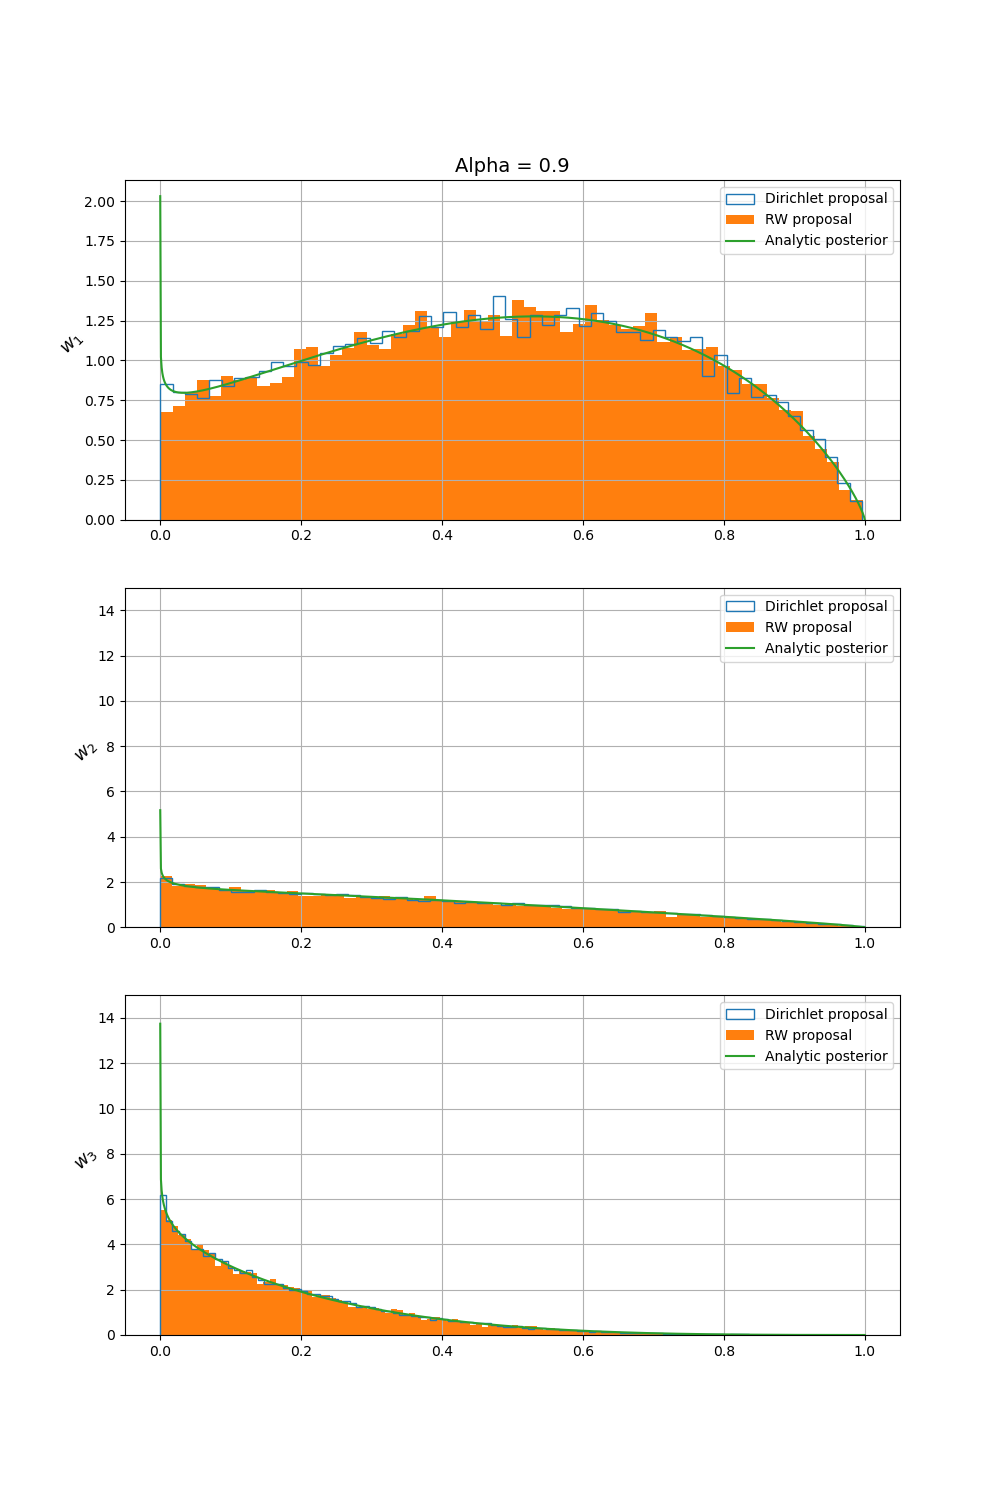 Alpha = 0.9
w1
2.00
1.75
1.50
1.25
1.00
0.75
0.50
0.25
0.00
Dirichlet proposal
RW proposal
Analytic posterior
0.0 0.2 0.4 0.6 0.8 1.0
w2
14
12
10
8
6
4
2
0
Dirichlet proposal
RW proposal
Analytic posterior
0.0 0.2 0.4 0.6 0.8 1.0
w3
14
12
10
8
6
4
2
0
Dirichlet proposal
RW proposal
Analytic posterior
0.0 0.2 0.4 0.6 0.8 1.0